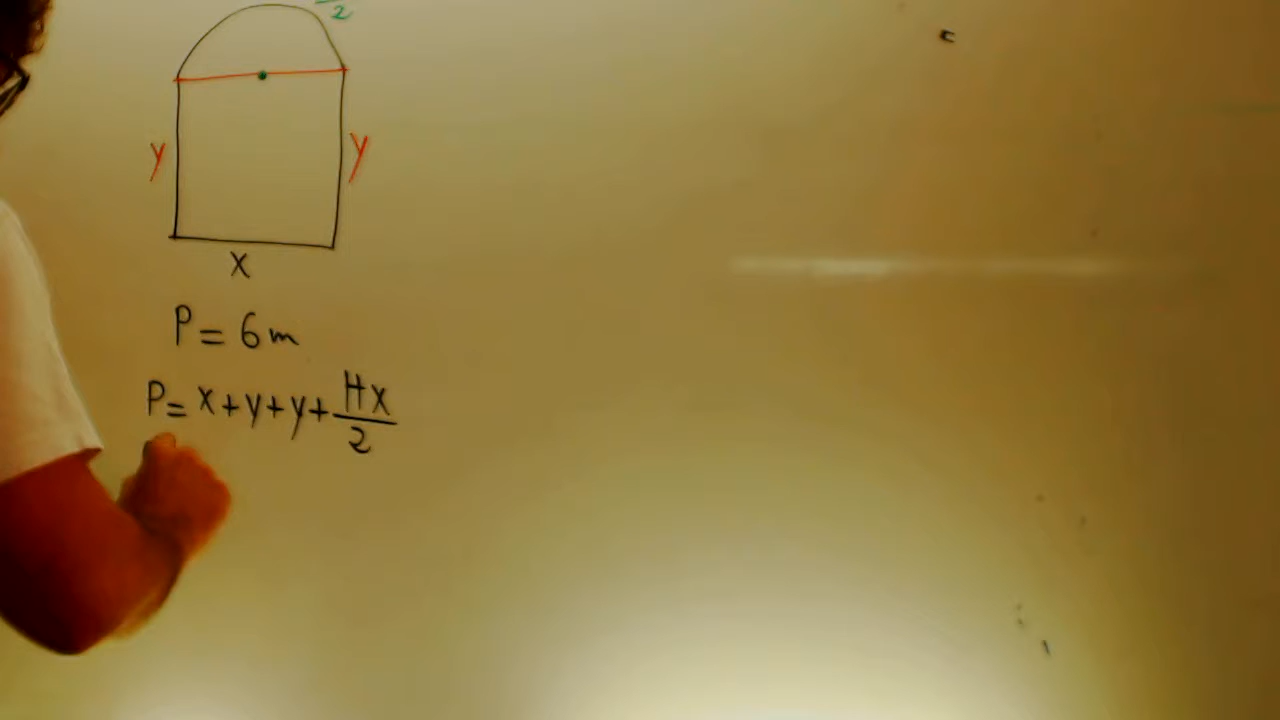 2
y y
x
P = 6m
P = x+y+y+ πx/2